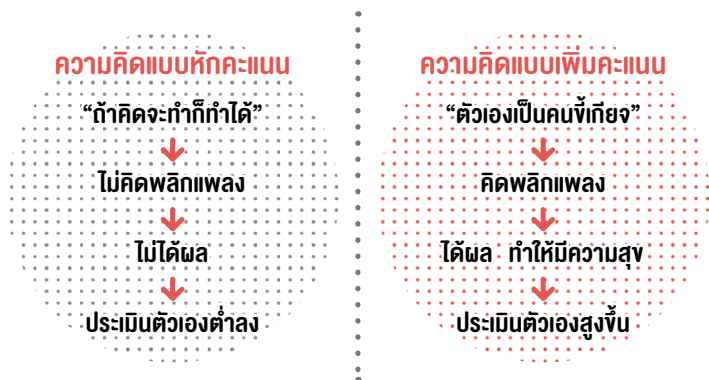 ความคิดแบบหักคะแนน
“ถ้าคิดจะทำก็ทำได้”
ไม่คิดพลิกแพลง
ไม่ได้ผล
ประเมินตัวเองต่ำลง
ความคิดแบบเพิ่มคะแนน
“ตัวเองเป็นคนขี้เกียจ”
คิดพลิกแพลง
ได้ผล ทำให้มีความสุข
ประเมินตัวเองสูงขึ้น